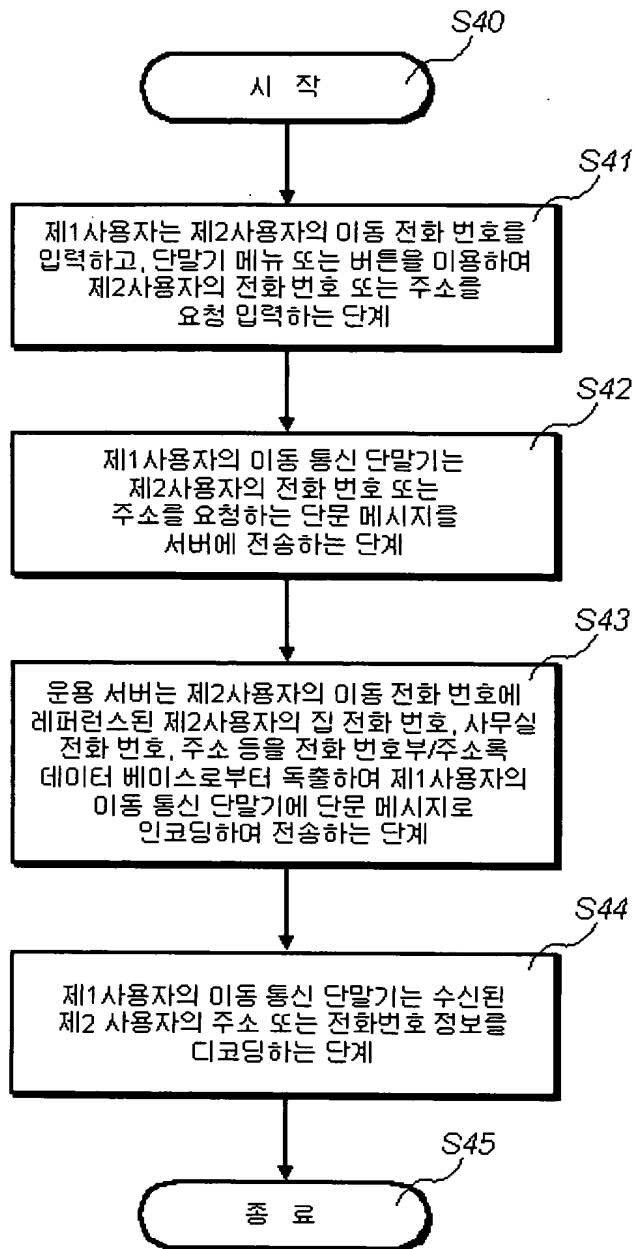 S40
시 작
S41
제1사용자는 제2사용자의 이동 전화 번호를
입력하고, 단말기 메뉴 또는 버튼을 이용하여
제2사용자의 전화 번호 또는 주소를
요청 입력하는 단계
S42
제1사용자의 이동 통신 단말기는
제2사용자의 전화 번호 또는
주소를 요청하는 단문 메시지를
서버에 전송하는 단계
S43
운용 서버는 제2사용자의 이동 전화 번호에
레퍼런스된 제2사용자의 집 전화 번호, 사무실
전화 번호, 주소 등을 전화 번호부/주소록
데이터 베이스로부터 독출하여 제1사용자의
이동 통신 단말기에 단문 메시지로
인코딩하여 전송하는 단계
S44
제1사용자의 이동 통신 단말기는 수신된
제2 사용자의 주소 또는 전화번호 정보를
디코딩하는 단계
S45
종 료